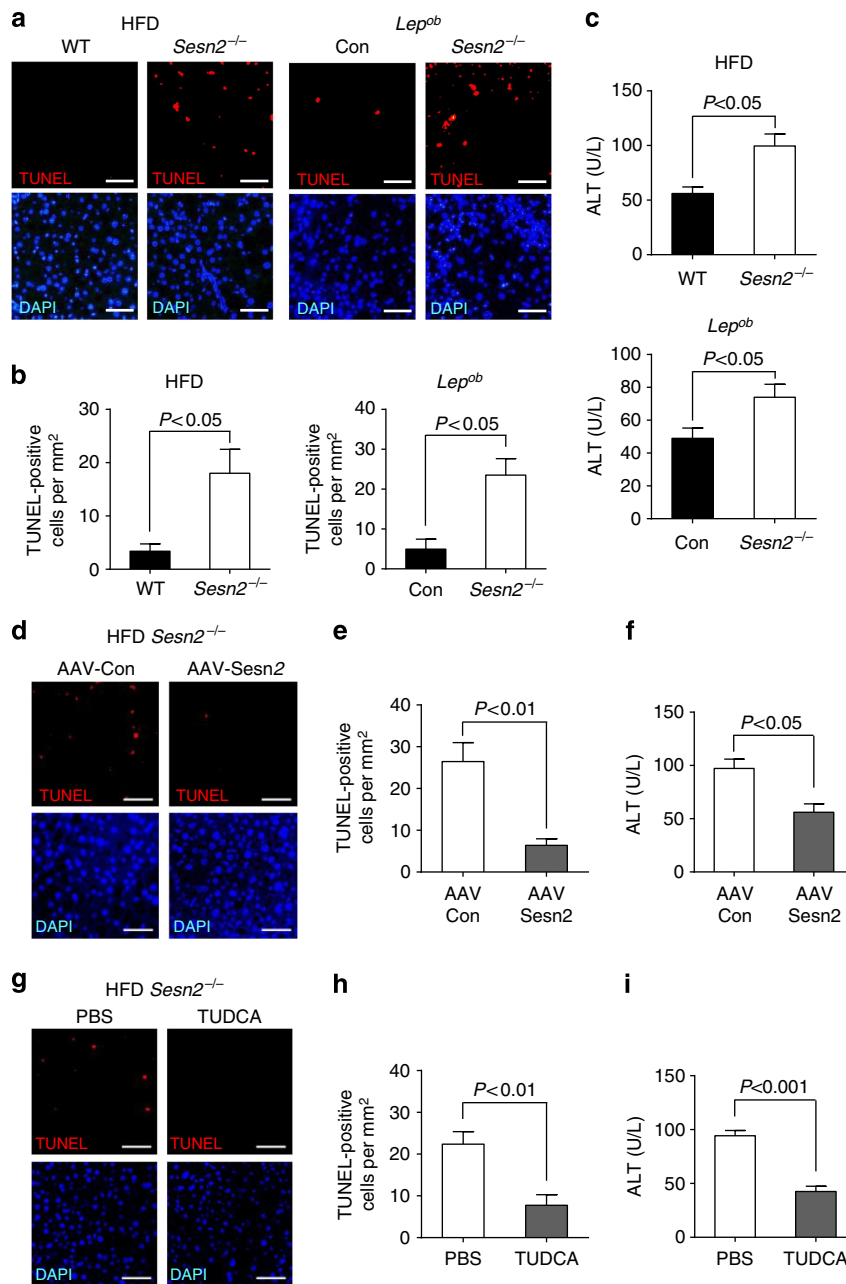 a
HFD
Lepᵒᵇ
WT
Sesn2⁻/⁻
Con
Sesn2⁻/⁻
TUNEL
TUNEL
TUNEL
TUNEL
DAPI
DAPI
DAPI
DAPI
b
HFD
TUNEL-positive
cells per mm²
30
20
10
0
P<0.05
WT
Sesn2⁻/⁻
Lepᵒᵇ
TUNEL-positive
cells per mm²
40
30
20
10
0
P<0.05
Con
Sesn2⁻/⁻
c
HFD
ALT (U/L)
150
100
50
0
P<0.05
WT
Sesn2⁻/⁻
Lepᵒᵇ
ALT (U/L)
100
80
60
40
20
0
P<0.05
Con
Sesn2⁻/⁻
d
HFD Sesn2⁻/⁻
AAV-Con
AAV-Sesn2
TUNEL
TUNEL
DAPI
DAPI
e
TUNEL-positive
cells per mm²
40
30
20
10
0
P<0.01
AAV
Con
AAV
Sesn2
f
ALT (U/L)
150
100
50
0
P<0.05
AAV
Con
AAV
Sesn2
g
HFD Sesn2⁻/⁻
PBS
TUDCA
TUNEL
TUNEL
DAPI
DAPI
h
TUNEL-positive
cells per mm²
40
30
20
10
0
P<0.01
PBS
TUDCA
i
ALT (U/L)
150
100
50
0
P<0.001
PBS
TUDCA